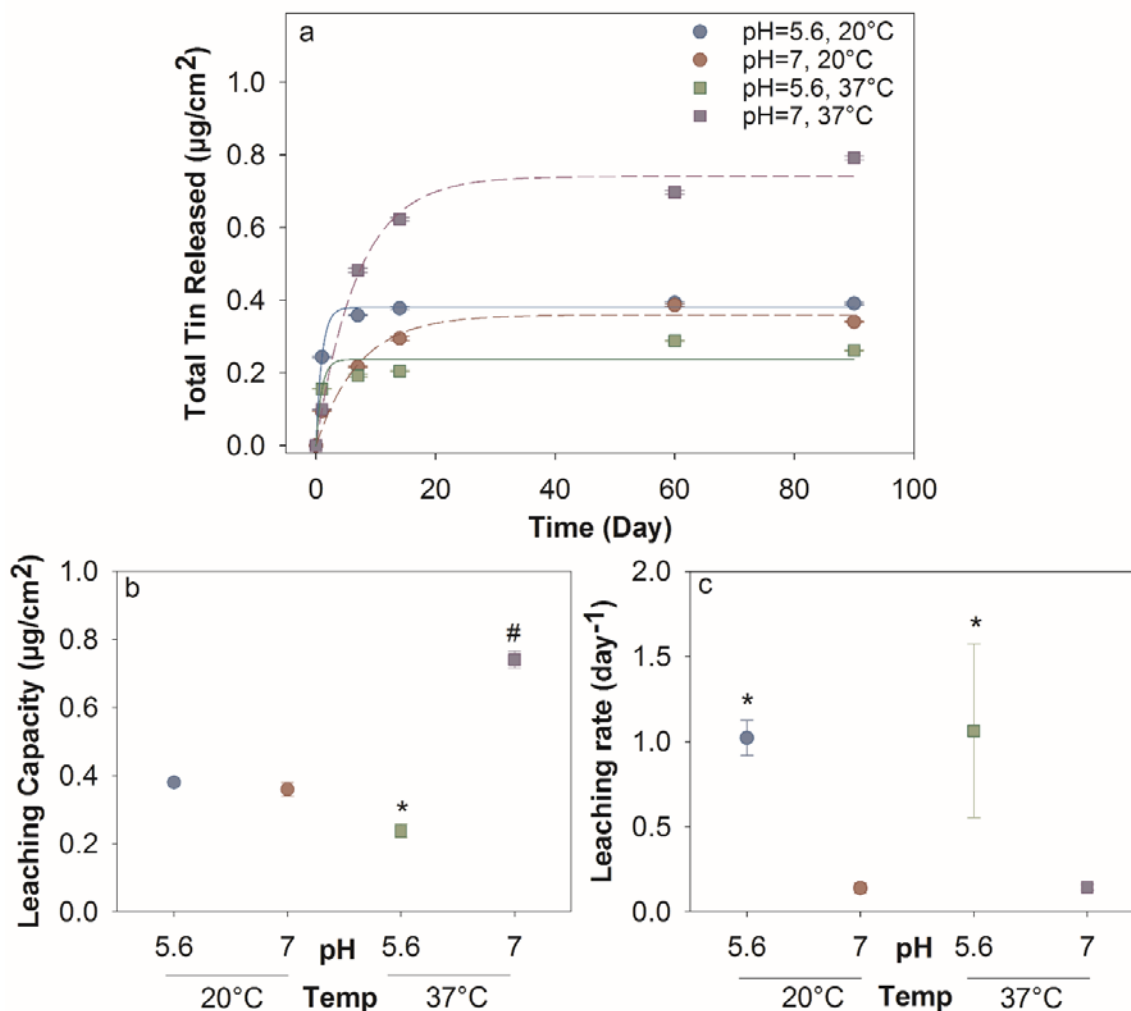 a
pH=5.6, 20°C
pH=7, 20°C
pH=5.6, 37°C
pH=7, 37°C
Total Tin Released (µg/cm²)
1.0
0.8
0.6
0.4
0.2
0.0
0 20 40 60 80 100
Time (Day)
b
Leaching Capacity (µg/cm²)
1.0
0.8
0.6
0.4
0.2
0.0
*
#
5.6 7 pH 5.6 7
20°C Temp 37°C
c
Leaching rate (day-1)
2.0
1.5
1.0
0.5
0.0
*
*
5.6 7 pH 5.6 7
20°C Temp 37°C